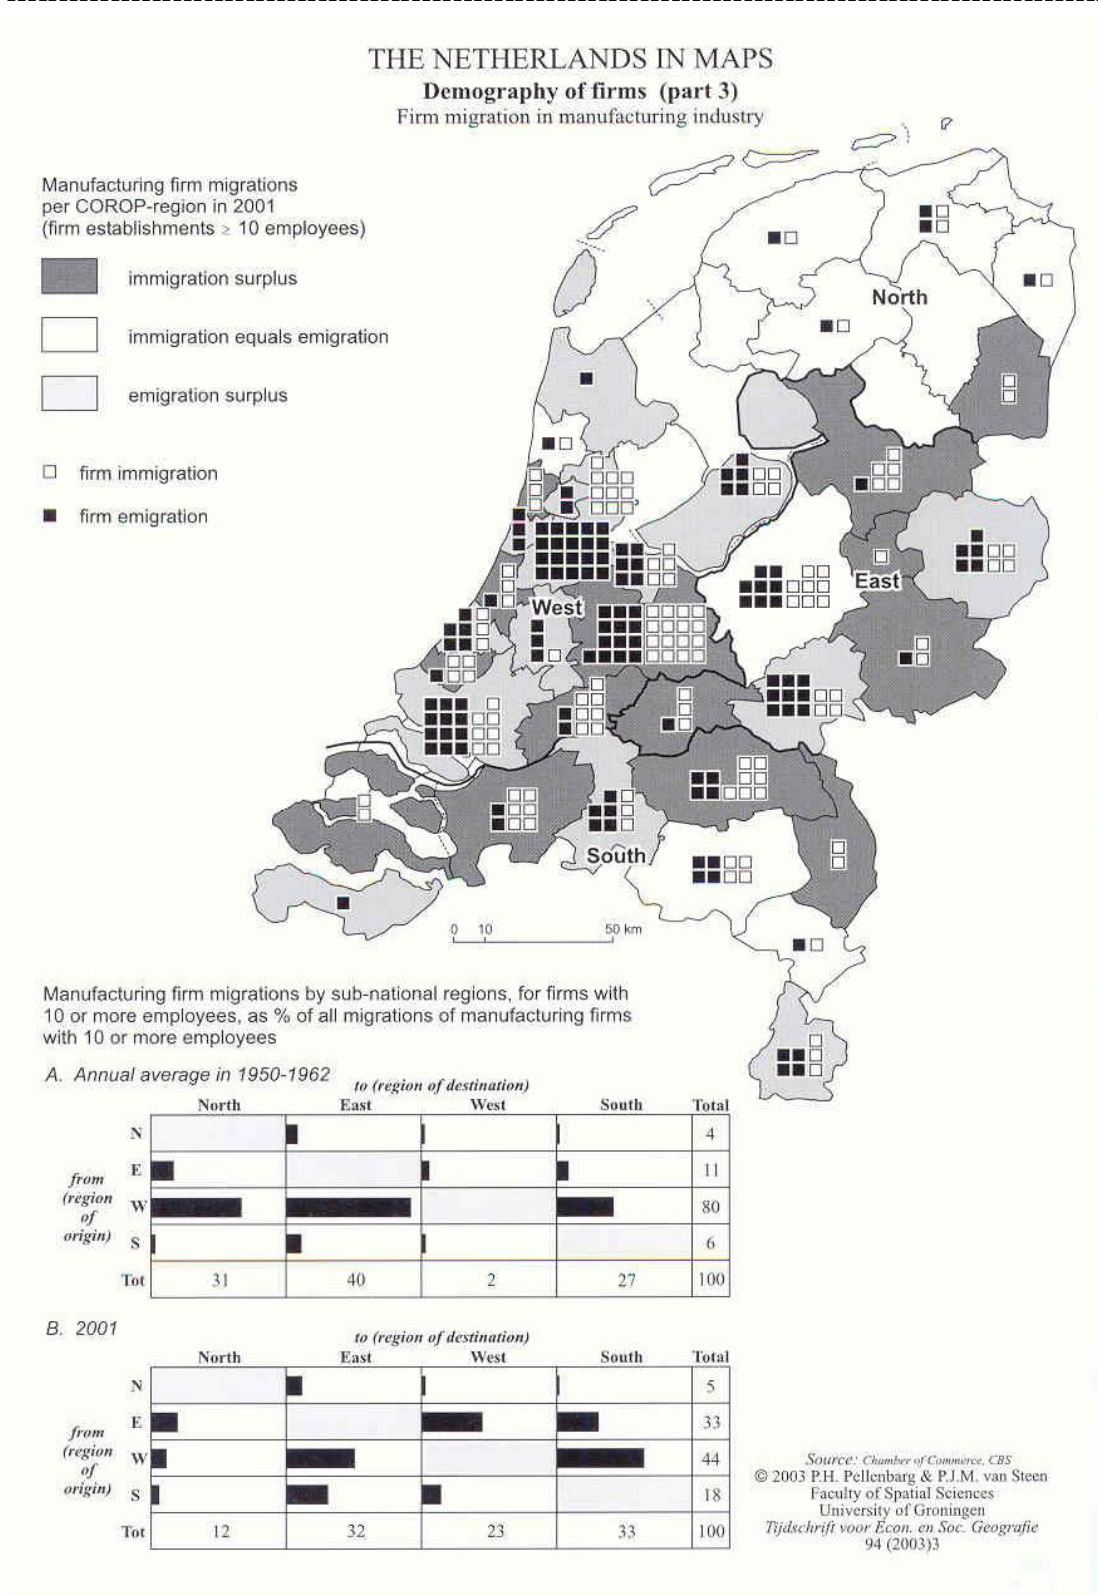 THE NETHERLANDS IN MAPS
Demography of firms (part 3)
Firm migration in manufacturing industry
Manufacturing firm migrations
per COROP-region in 2001
(firm establishments ≥ 10 employees)
immigration surplus
immigration equals emigration
emigration surplus
firm immigration
firm emigration
North
East
West
South
0 10 50 km
Manufacturing firm migrations by sub-national regions, for firms with
10 or more employees, as % of all migrations of manufacturing firms
with 10 or more employees
A. Annual average in 1950-1962
to (region of destination)
North East West South Total
from
(region
of
origin)
N 4
E 11
W 80
S 6
Tot 31 40 2 27 100
B. 2001
to (region of destination)
North East West South Total
from
(region
of
origin)
N 5
E 33
W 44
S 18
Tot 12 32 23 33 100
Source: Chamber of Commerce, CBS
© 2003 P.H. Pellenbarg & P.J.M. van Steen
Faculty of Spatial Sciences
University of Groningen
Tijdschrift voor Econ. en Soc. Geografie
94 (2003)3